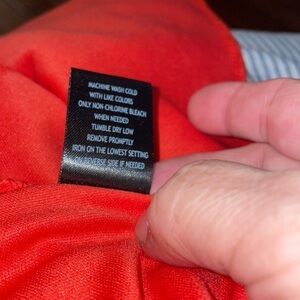 MACHINE WASH COLD
WITH LIKE COLORS
ONLY NON-CHLORINE BLEACH
WHEN NEEDED
TUMBLE DRY LOW
REMOVE PROMPTLY
IRON ON THE LOWEST SETTING
ON REVERSE SIDE IF NEEDED